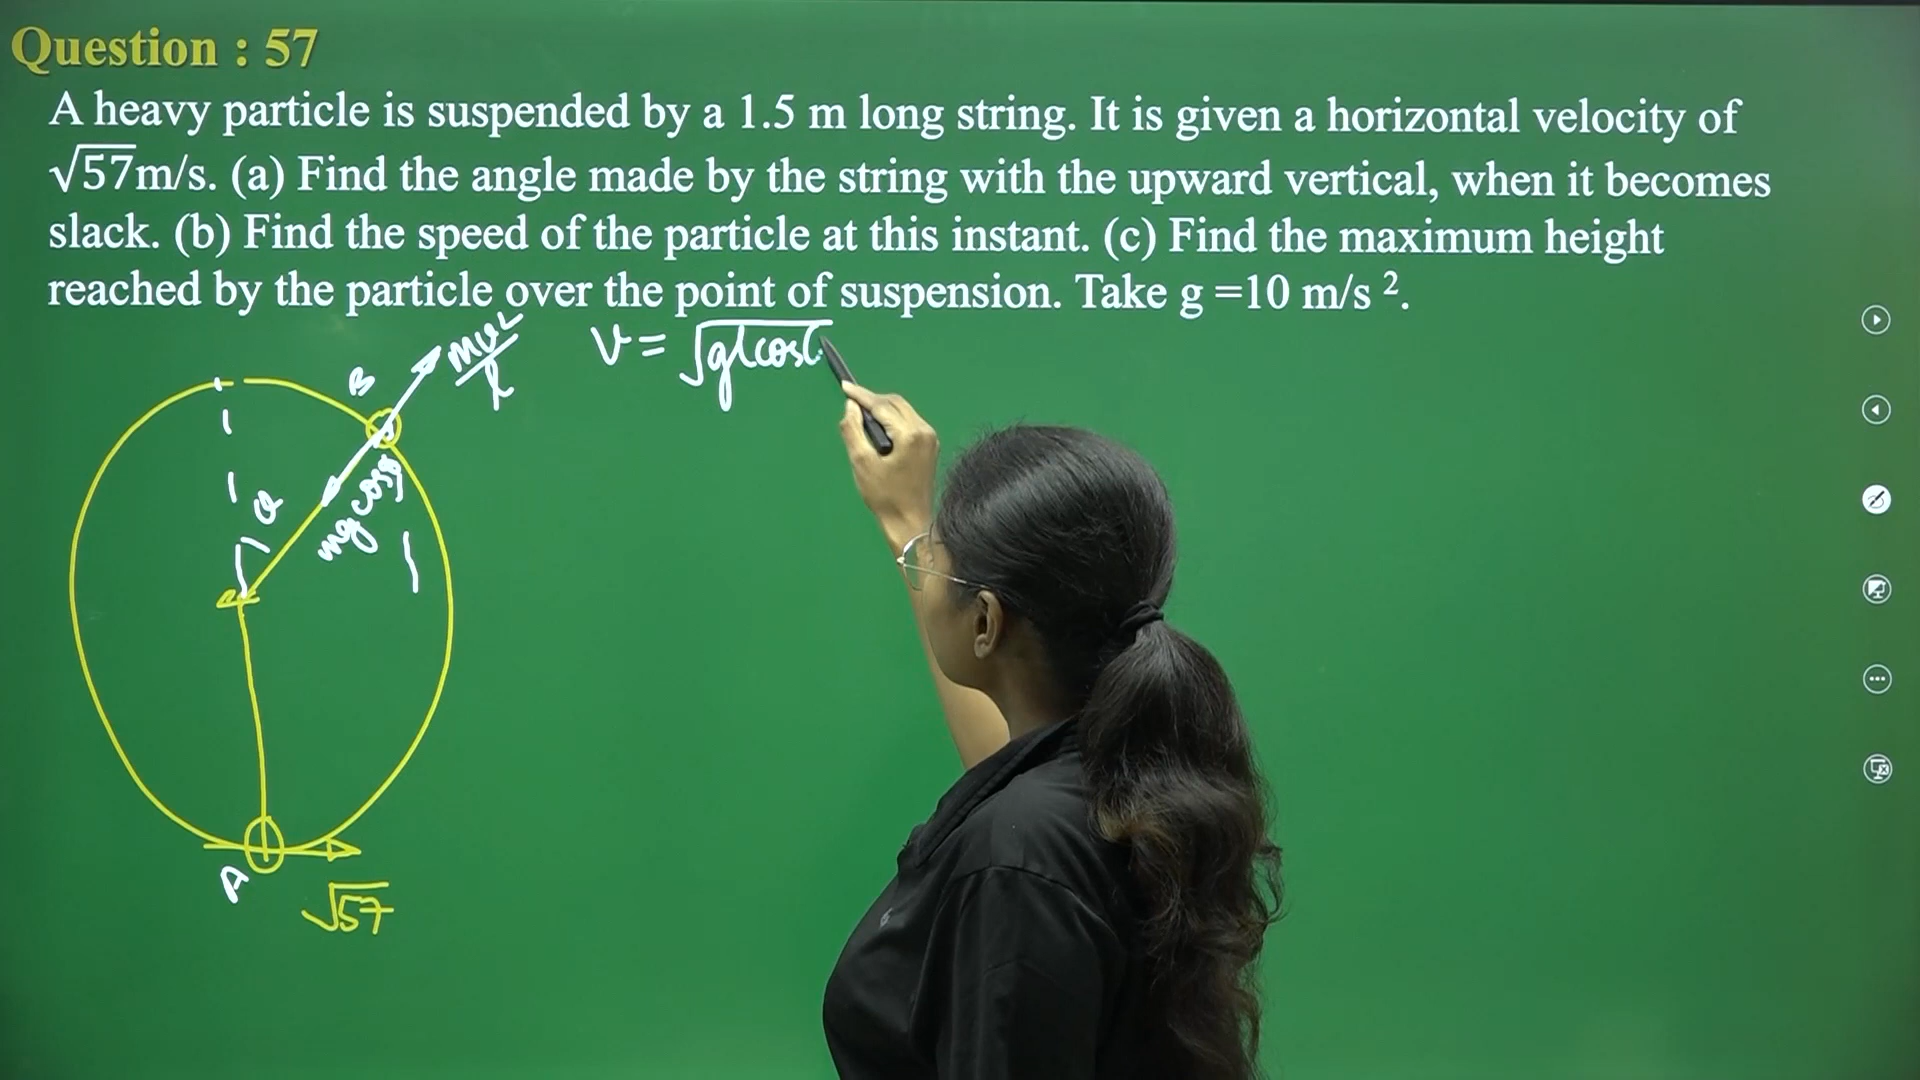 Question : 57
A heavy particle is suspended by a 1.5 m long string. It is given a horizontal velocity of
√57m/s. (a) Find the angle made by the string with the upward vertical, when it becomes
slack. (b) Find the speed of the particle at this instant. (c) Find the maximum height
reached by the particle over the point of suspension. Take g =10 m/s ².
B
mv²/l
v = √glcos
θ
mg cosθ
A
√57